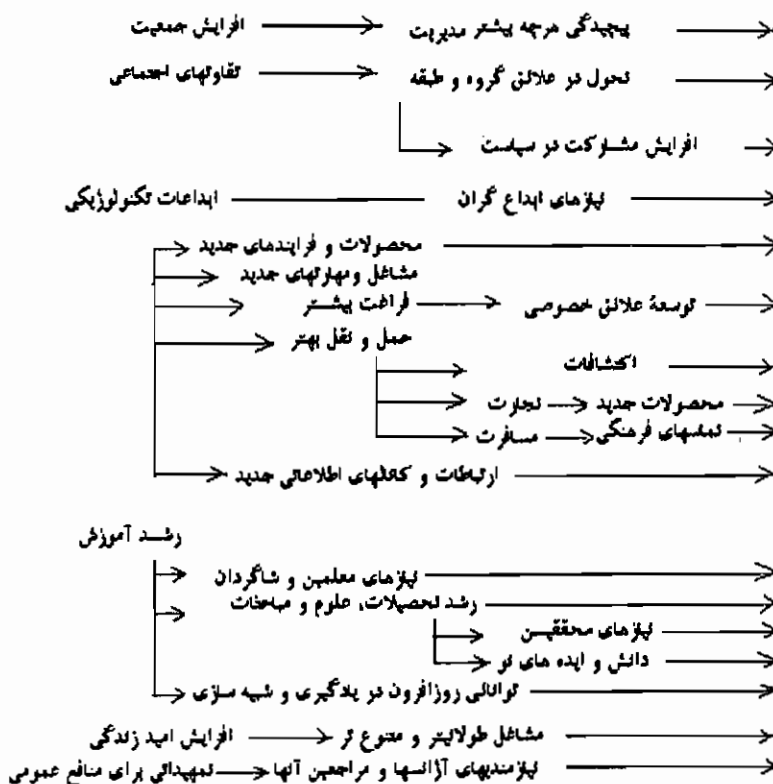 افزایش جمعیت پیچیدگی هرچه بیشتر مدیریت
تفاوتهای اجتماعی تحول در علائق گروه و طبقه
افزایش مشارکت در سیاست
ابداعات تکنولوژیکی نیازهای ابداع گران
محصولات و فرایندهای جدید
مشاغل ومهارتهای جدید
فراغت بیشتر توسعهٔ علائق خصوصی
حمل و نقل بهتر
اکتشافات
تجارت محصولات جدید
مسافرت تماسهای فرهنگی
ارتباطات و کانالهای اطلاعاتی جدید
رشد آموزش
نیازهای معلمین و شاگردان
رشد تحصیلات، علوم و مباحثات
نیازهای محققین
دانش و ایده های نو
توانائی روزافزون در یادگیری و شبیه سازی
افزایش امید زندگی مشاغل طولانیتر و متنوع تر
تمهیدائی برای منافع عمومی نیازمندیهای آژانسها و مراجعین آنها